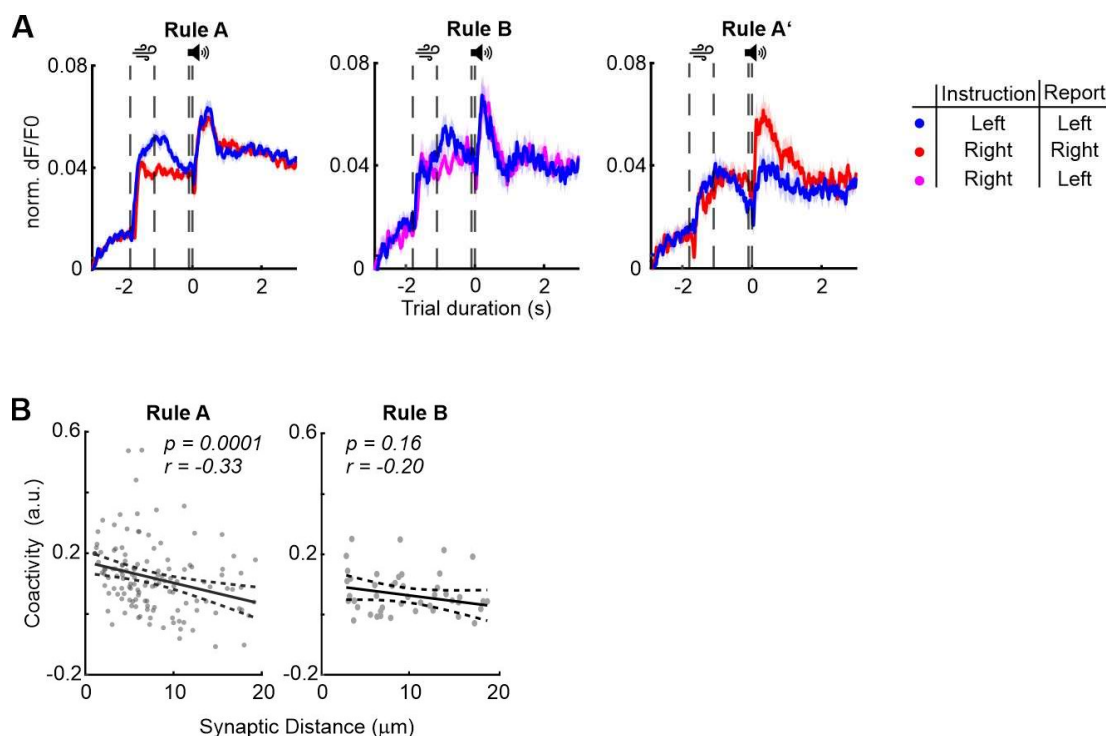 A
Rule A
Rule B
Rule A‘
norm. dF/F0
0.08
0.04
0
-2 0 2
0.08
0.04
0
-2 0 2
0.08
0.04
0
-2 0 2
Trial duration (s)
Instruction Report
Left Left
Right Right
Right Left
B
Rule A
Rule B
p = 0.0001
r = -0.33
p = 0.16
r = -0.20
Coactivity (a.u.)
0.6
0.2
-0.2
0 10 20
0.6
0.2
-0.2
0 10 20
Synaptic Distance (μm)